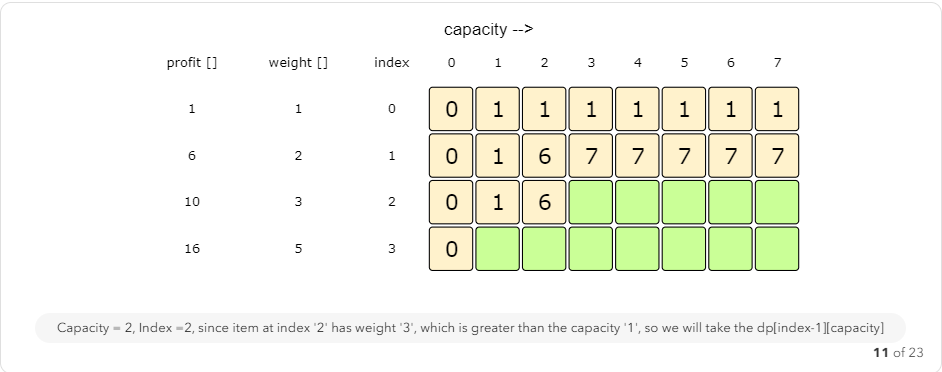 capacity -->
profit [] weight [] index 0 1 2 3 4 5 6 7
1 1 0 0 1 1 1 1 1 1 1
6 2 1 0 1 6 7 7 7 7 7
10 3 2 0 1 6
16 5 3 0
Capacity = 2, Index =2, since item at index '2' has weight '3', which is greater than the capacity '1', so we will take the dp[index-1][capacity]
11 of 23